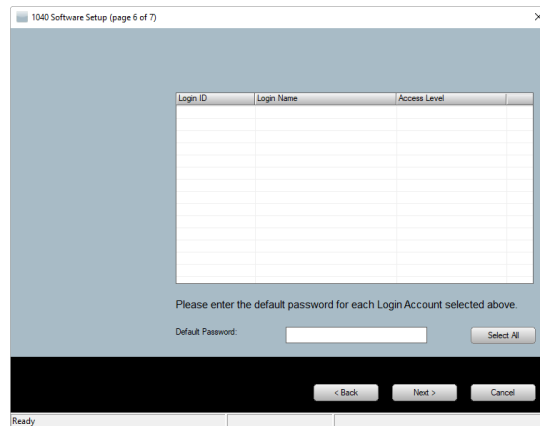 1040 Software Setup (page 6 of 7)
Login ID Login Name Access Level
Please enter the default password for each Login Account selected above.
Default Password:
Select All
< Back Next > Cancel
Ready